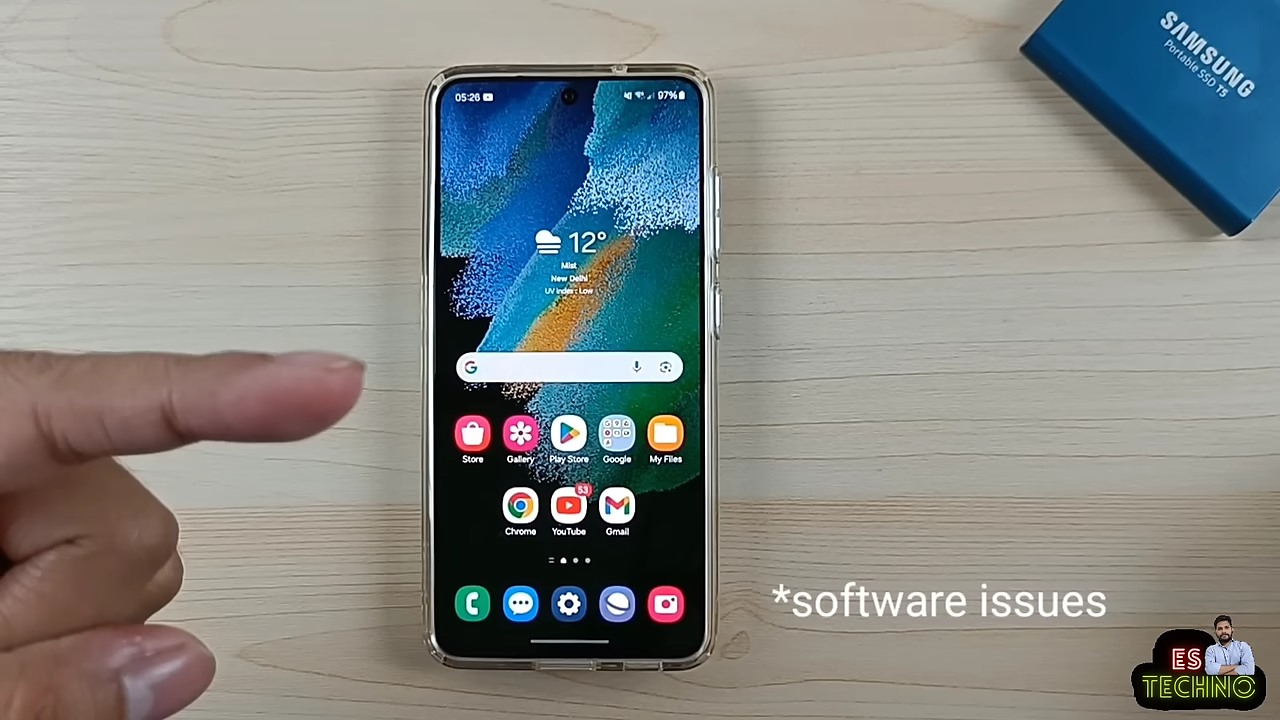 SAMSUNG
Portable SSD T5
05:26
97%
12°
Mist
New Delhi
UV index : Low
Store
Gallery
Play Store
Google
My Files
53
Chrome
YouTube
Gmail
*software issues
ES
TECHNO